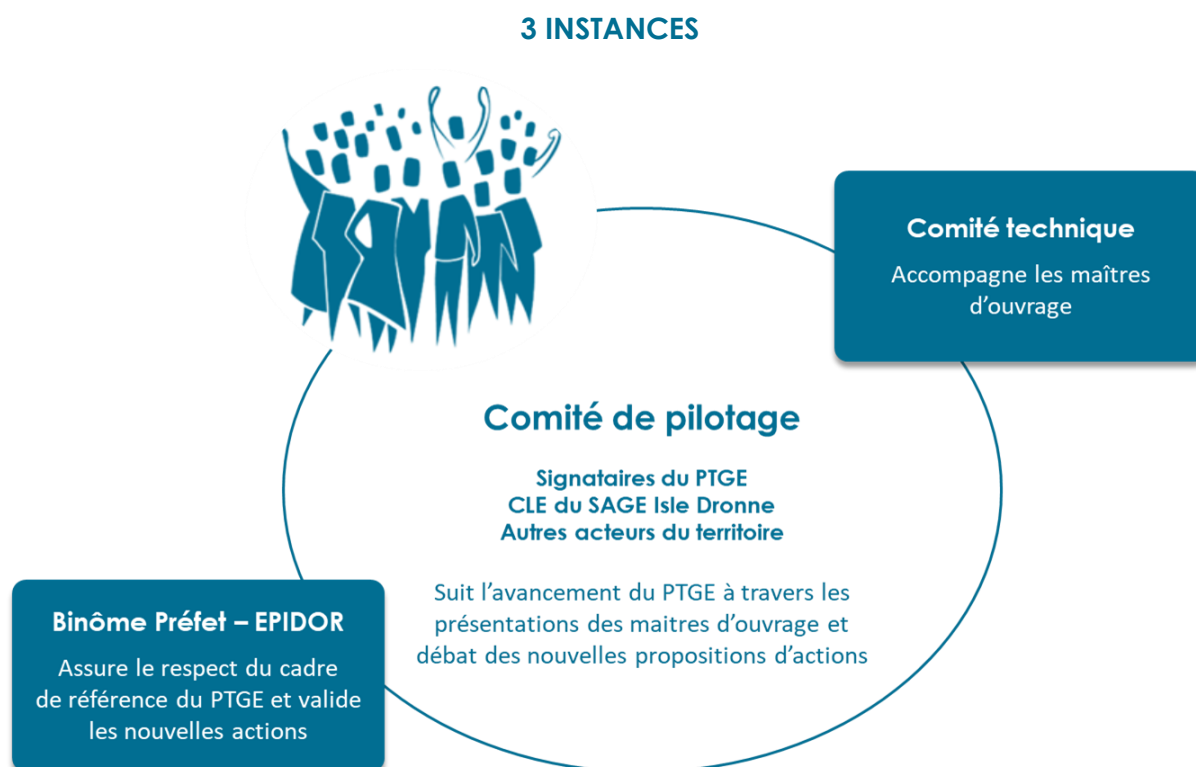 3 INSTANCES
Comité technique
Accompagne les maîtres
d’ouvrage
Comité de pilotage
Signataires du PTGE
CLE du SAGE Isle Dronne
Autres acteurs du territoire
Suit l’avancement du PTGE à travers les
présentations des maitres d’ouvrage et
débat des nouvelles propositions d’actions
Binôme Préfet – EPIDOR
Assure le respect du cadre
de référence du PTGE et valide
les nouvelles actions